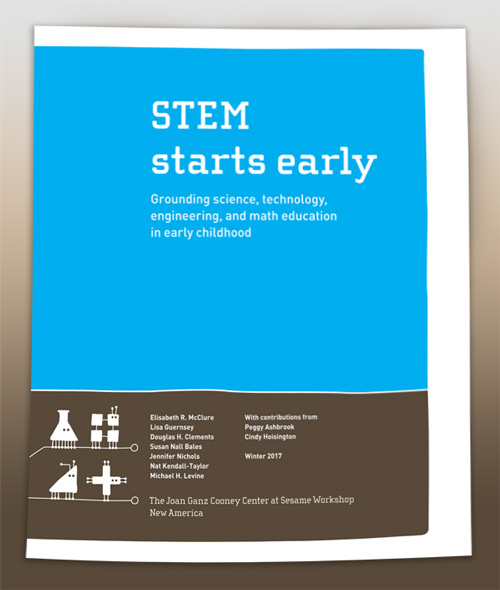 STEM
starts early
Grounding science, technology,
engineering, and math education
in early childhood
Elisabeth R. McClure
Lisa Guernsey
Douglas H. Clements
Susan Nall Bales
Jennifer Nichols
Nat Kendall-Taylor
Michael H. Levine
With contributions from
Peggy Ashbrook
Cindy Hoisington
Winter 2017
The Joan Ganz Cooney Center at Sesame Workshop
New America